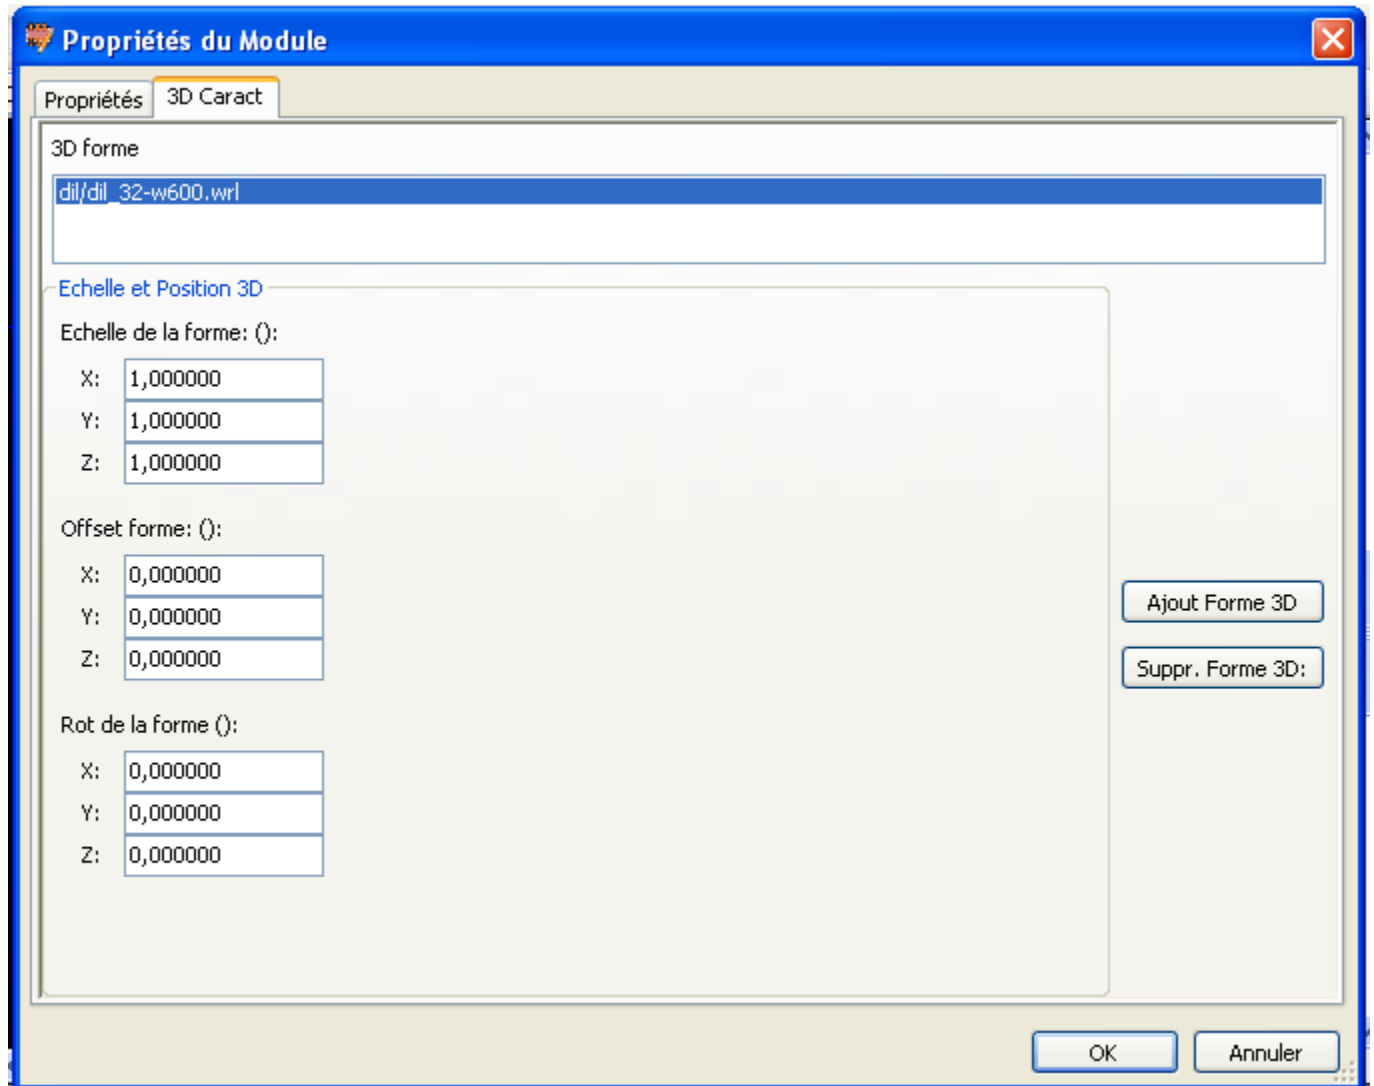 Propriétés du Module
Propriétés 3D Caract
3D forme
dil/dil_32-w600.wrl
Echelle et Position 3D
Echelle de la forme: ():
X: 1,000000
Y: 1,000000
Z: 1,000000
Offset forme: ():
X: 0,000000
Y: 0,000000
Z: 0,000000
Ajout Forme 3D
Suppr. Forme 3D:
Rot de la forme ():
X: 0,000000
Y: 0,000000
Z: 0,000000
OK Annuler